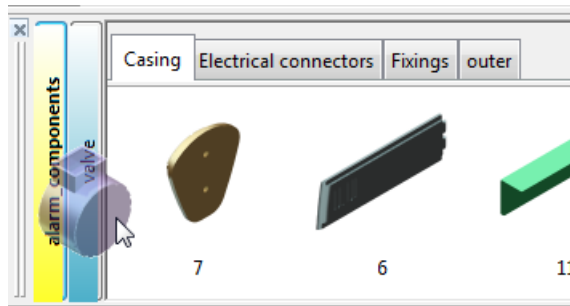 alarm_components
valve
Casing
Electrical connectors
Fixings
outer
7
6